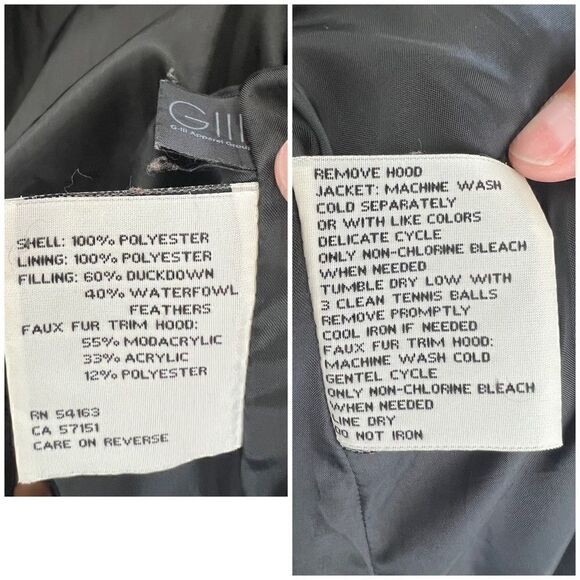 GIII
G-III Apparel Group
SHELL: 100% POLYESTER
LINING: 100% POLYESTER
FILLING: 60% DUCKDOWN
40% WATERFOWL
FEATHERS
FAUX FUR TRIM HOOD:
55% MODACRYLIC
33% ACRYLIC
12% POLYESTER
RN 54163
CA 57151
CARE ON REVERSE
REMOVE HOOD
JACKET: MACHINE WASH
COLD SEPARATELY
OR WITH LIKE COLORS
DELICATE CYCLE
ONLY NON-CHLORINE BLEACH
WHEN NEEDED
TUMBLE DRY LOW WITH
3 CLEAN TENNIS BALLS
REMOVE PROMPTLY
COOL IRON IF NEEDED
FAUX FUR TRIM HOOD:
MACHINE WASH COLD
GENTEL CYCLE
ONLY NON-CHLORINE BLEACH
WHEN NEEDED
LINE DRY
DO NOT IRON